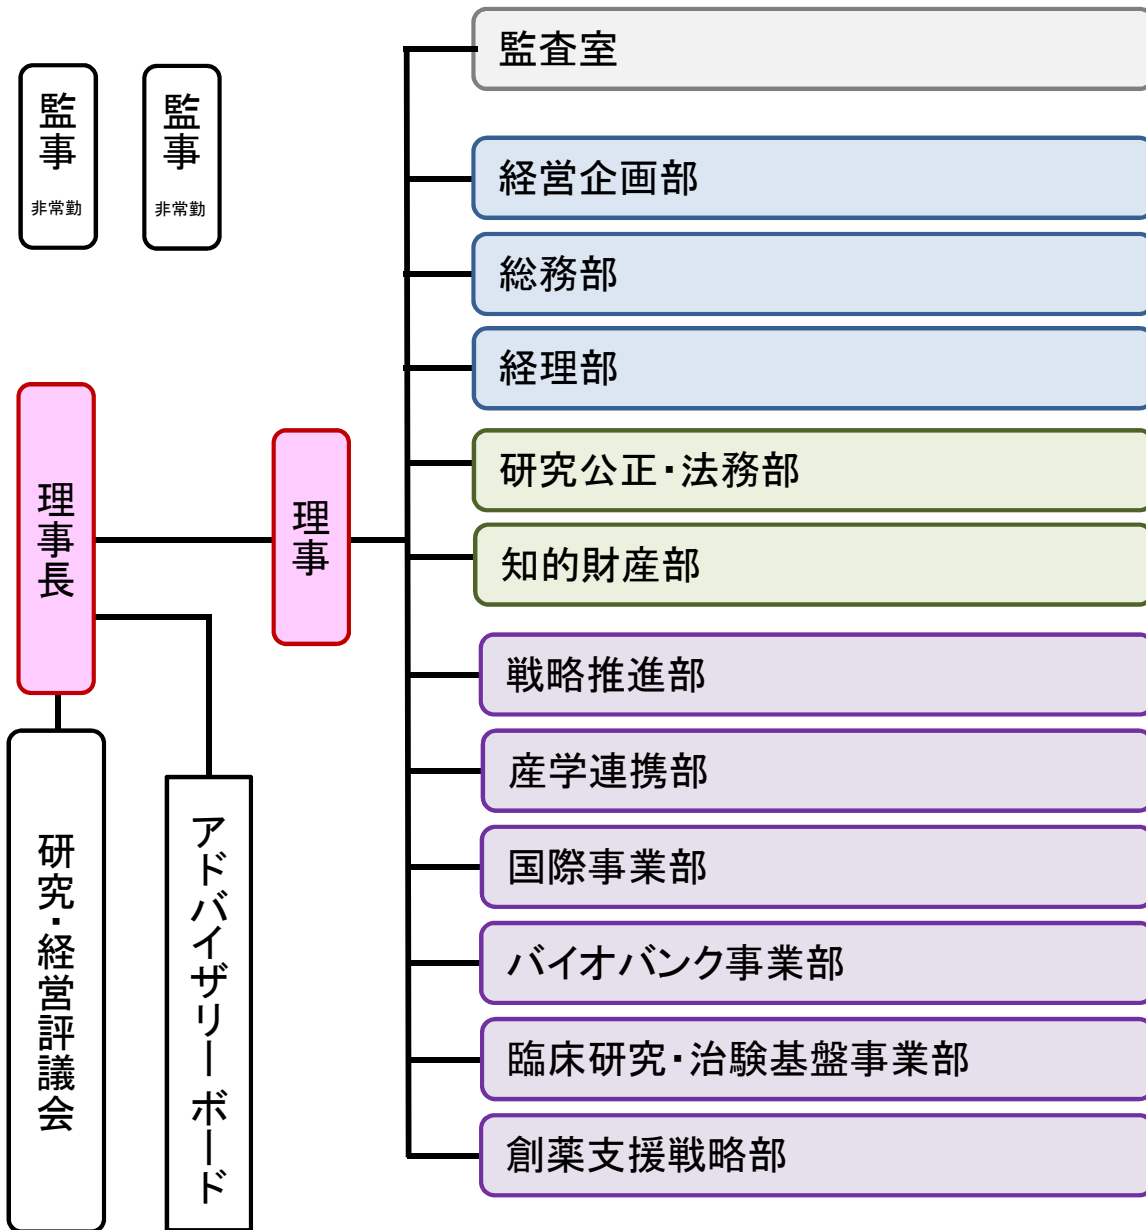 監事
非常勤
監事
非常勤
理事長
研究・経営評議会
アドバイザリーボード
理事
監査室
経営企画部
総務部
経理部
研究公正・法務部
知的財産部
戦略推進部
産学連携部
国際事業部
バイオバンク事業部
臨床研究・治験基盤事業部
創薬支援戦略部